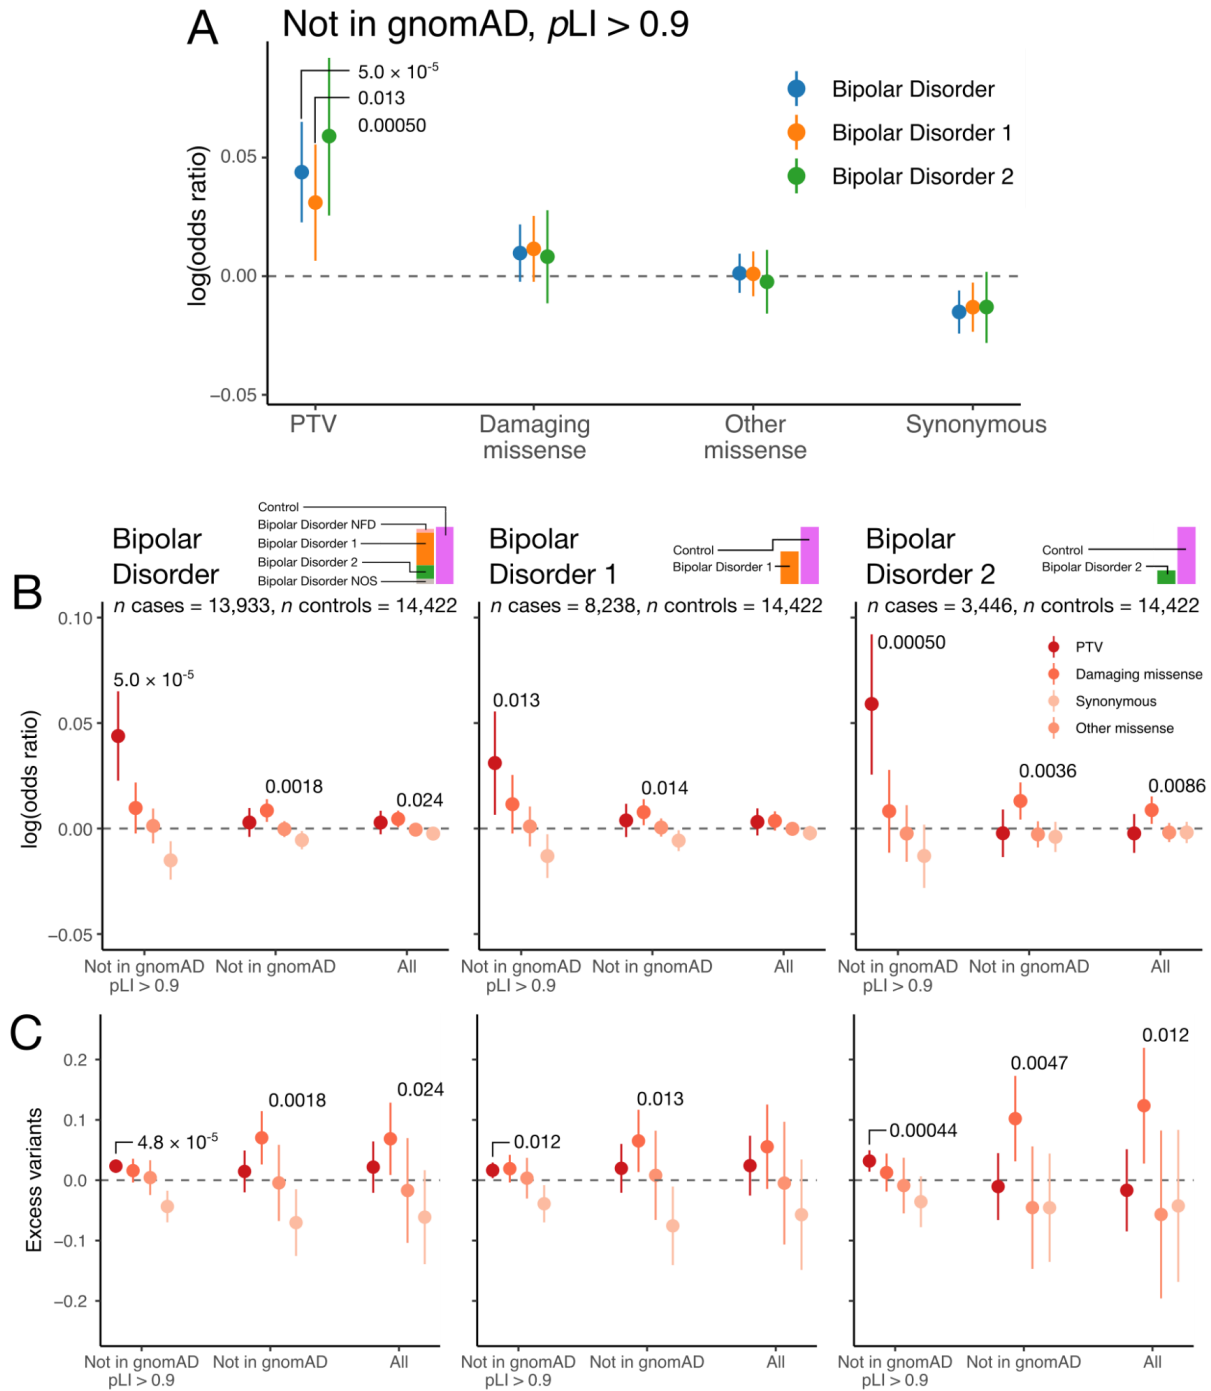 A
Not in gnomAD, pLI > 0.9
5.0 × 10-5
0.013
0.00050
Bipolar Disorder
Bipolar Disorder 1
Bipolar Disorder 2
log(odds ratio)
0.05
0.00
−0.05
PTV
Damaging
missense
Other
missense
Synonymous
B
Bipolar
Disorder
Control
Bipolar Disorder NFD
Bipolar Disorder 1
Bipolar Disorder 2
Bipolar Disorder NOS
n cases = 13,933, n controls = 14,422
Bipolar
Disorder 1
Control
Bipolar Disorder 1
n cases = 8,238, n controls = 14,422
Bipolar
Disorder 2
Control
Bipolar Disorder 2
n cases = 3,446, n controls = 14,422
log(odds ratio)
0.10
0.05
0.00
−0.05
5.0 × 10-5
0.0018
0.024
0.013
0.014
0.00050
0.0036
0.0086
PTV
Damaging missense
Synonymous
Other missense
Not in gnomAD
pLI > 0.9
Not in gnomAD
All
Not in gnomAD
pLI > 0.9
Not in gnomAD
All
Not in gnomAD
pLI > 0.9
Not in gnomAD
All
C
Excess variants
0.2
0.1
0.0
−0.1
−0.2
4.8 × 10-5
0.0018
0.024
0.012
0.013
0.00044
0.0047
0.012
Not in gnomAD
pLI > 0.9
Not in gnomAD
All
Not in gnomAD
pLI > 0.9
Not in gnomAD
All
Not in gnomAD
pLI > 0.9
Not in gnomAD
All